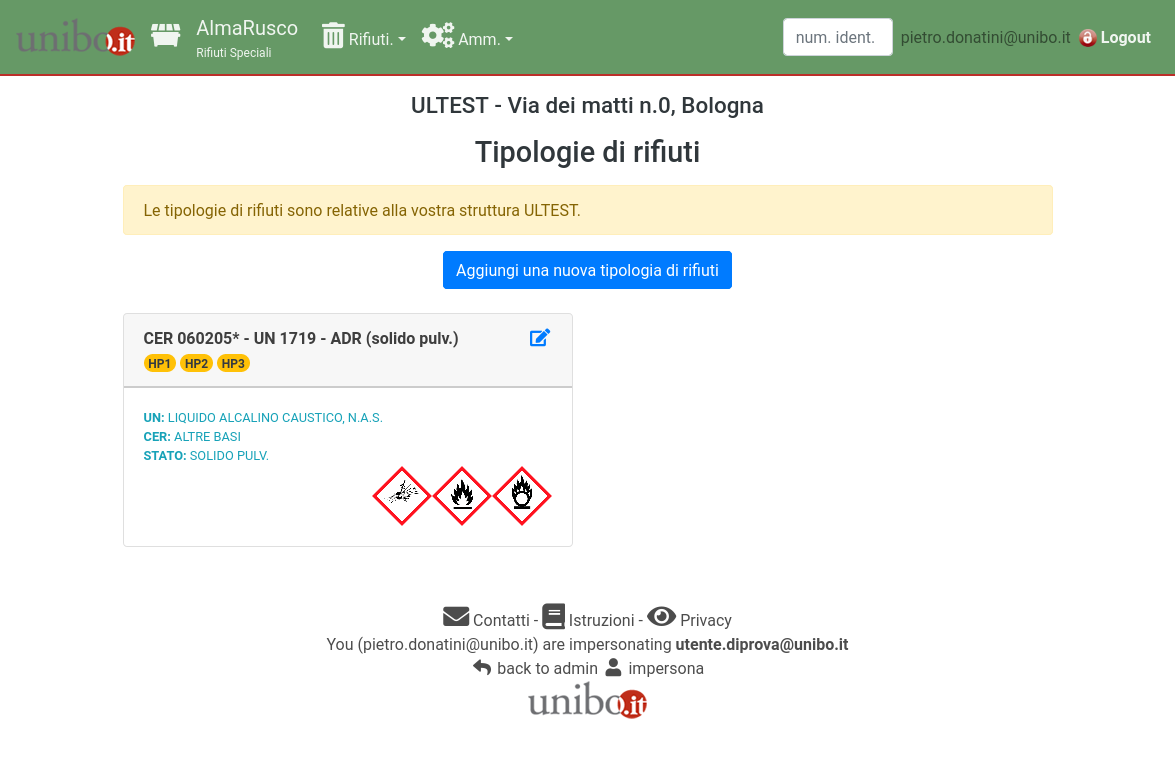 unibo.it AlmaRusco Rifiuti. Amm. num. ident. pietro.donatini@unibo.it Logout
Rifiuti Speciali
ULTEST - Via dei matti n.0, Bologna
Tipologie di rifiuti
Le tipologie di rifiuti sono relative alla vostra struttura ULTEST.
Aggiungi una nuova tipologia di rifiuti
CER 060205* - UN 1719 - ADR (solido pulv.)
HP1 HP2 HP3
UN: LIQUIDO ALCALINO CAUSTICO, N.A.S.
CER: ALTRE BASI
STATO: SOLIDO PULV.
Contatti - Istruzioni - Privacy
You (pietro.donatini@unibo.it) are impersonating utente.diprova@unibo.it
back to admin impersona
unibo.it